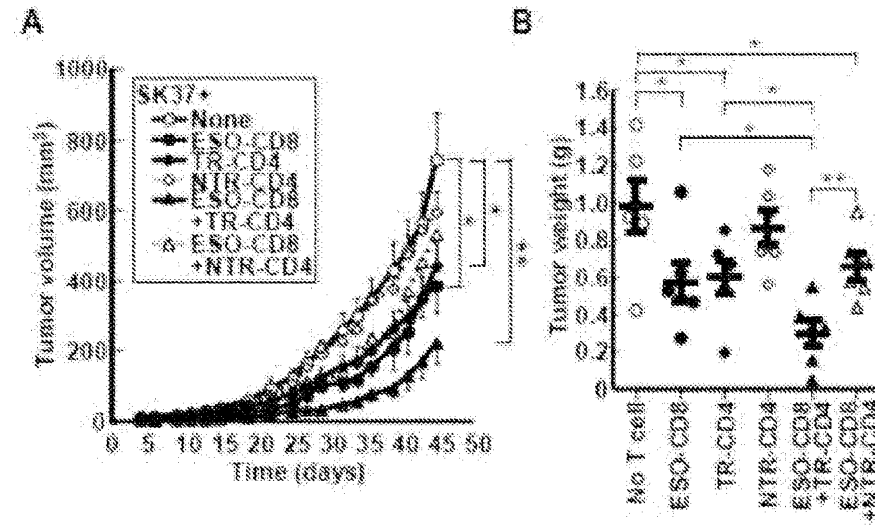 A
Tumor volume (mm³)
1000
800
600
400
200
0
SK37+
None
ESO-CD8
TR-CD4
NTR-CD4
ESO-CD8
+TR-CD4
ESO-CD8
+NTR-CD4
*
*
**
0 5 10 15 20 25 30 35 40 45 50
Time (days)
B
Tumor weight (g)
1.6
1.4
1.2
1.0
0.8
0.6
0.4
0.2
0
*
*
*
*
*
**
No T cell
ESO-CD8
TR-CD4
NTR-CD4
ESO-CD8
+TR-CD4
ESO-CD8
+NTR-CD4